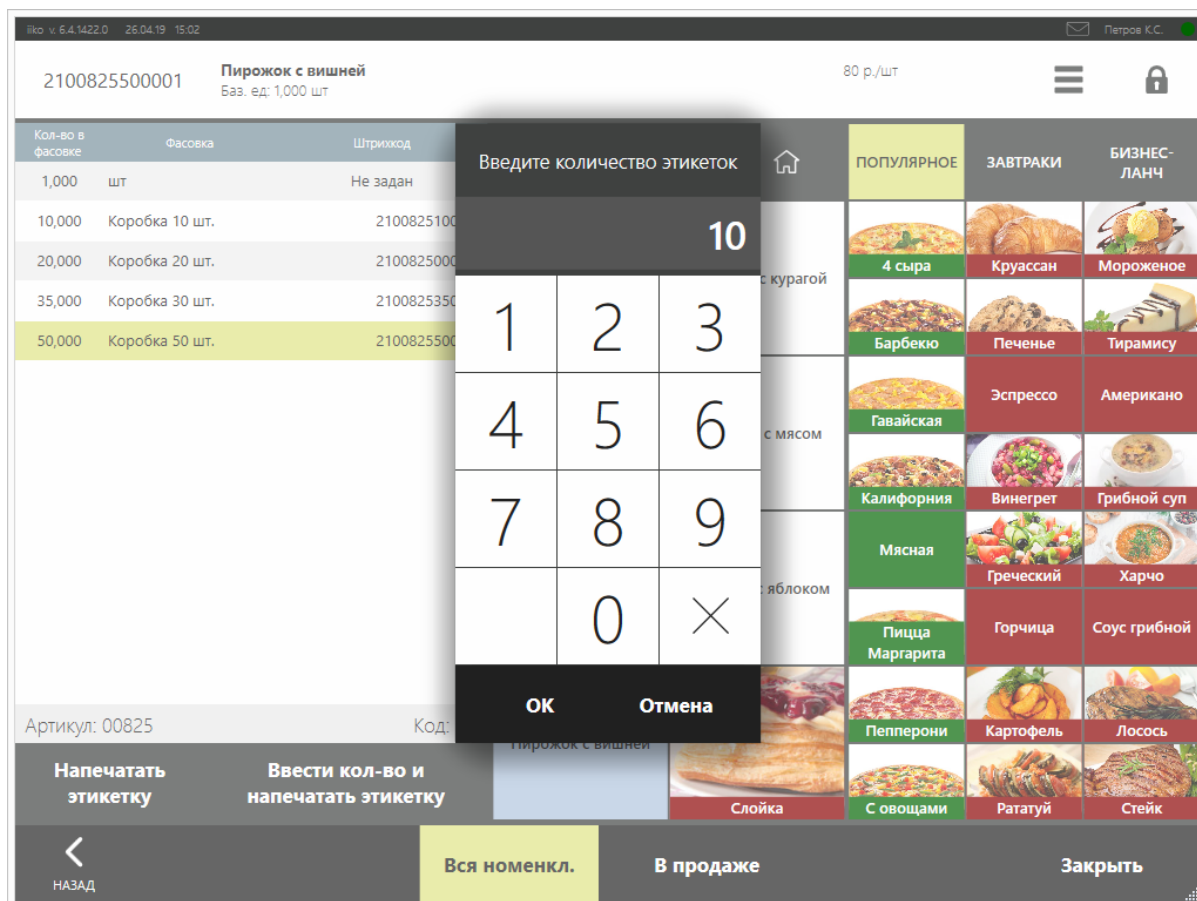 iiko v. 6.4.1422.0 26.04.19 15:02 Петров К.С.
2100825500001
Пирожок с вишней
Баз. ед: 1,000 шт
80 р./шт
Кол-во в
фасовке
Фасовка
Штрихкод
1,000 шт Не задан
10,000 Коробка 10 шт. 2100825100
20,000 Коробка 20 шт. 2100825000
35,000 Коробка 30 шт. 2100825350
50,000 Коробка 50 шт. 2100825500
Артикул: 00825 Код:
Напечатать
этикетку
Ввести кол-во и
напечатать этикетку
Введите количество этикеток
10
1 2 3
4 5 6
7 8 9
0
ОК Отмена
с курагой
с мясом
с яблоком
Пирожок с вишней
Слойка
ПОПУЛЯРНОЕ
ЗАВТРАКИ
БИЗНЕС-
ЛАНЧ
4 сыра Круассан Мороженое
Барбекю Печенье Тирамису
Гавайская Эспрессо Американо
Калифорния Винегрет Грибной суп
Мясная Греческий Харчо
Пицца
Маргарита
Горчица Соус грибной
Пепперони Картофель Лосось
С овощами Рататуй Стейк
НАЗАД
Вся номенкл. В продаже Закрыть